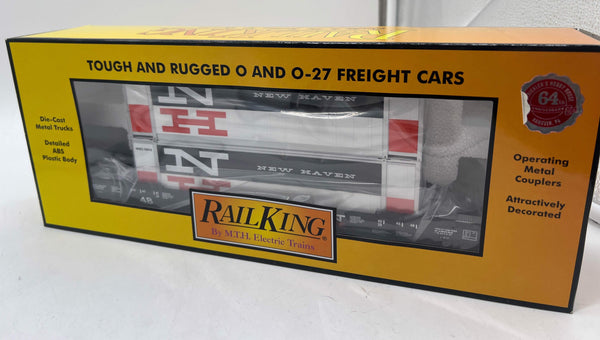 TOUGH AND RUGGED O AND O-27 FREIGHT CARS
Die-Cast
Metal Trucks
Detailed
ABS
Plastic Body
N
NEW HAVEN
H
N
NEW HAVEN
H
48
64
Operating
Metal
Couplers
Attractively
Decorated
RAILKING®
By M.T.H. Electric Trains